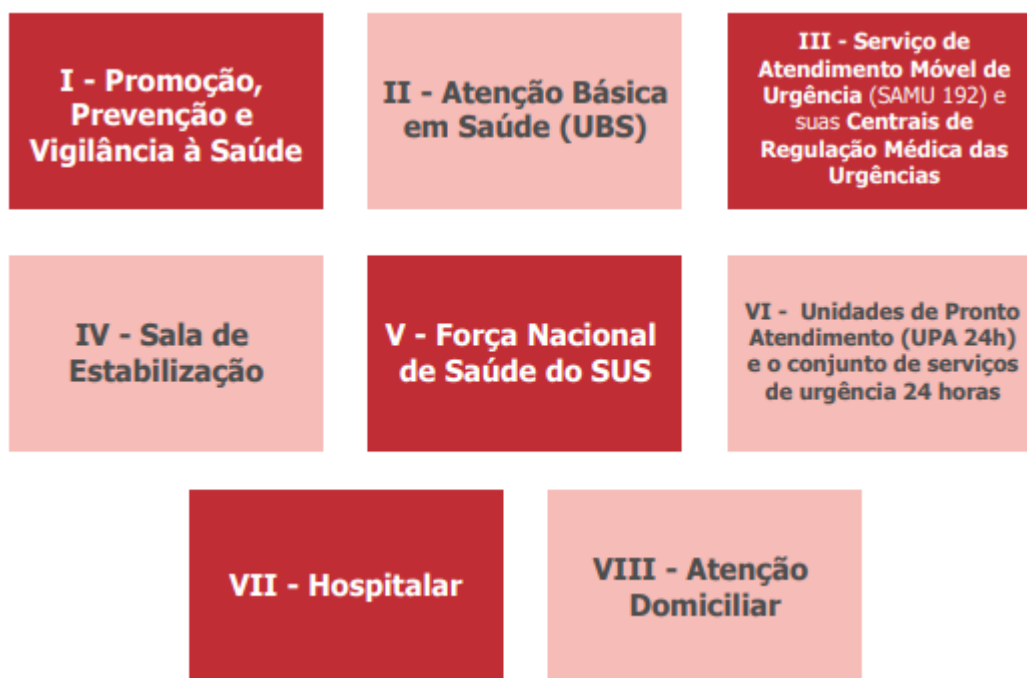 I - Promoção,
Prevenção e
Vigilância à Saúde
II - Atenção Básica
em Saúde (UBS)
III - Serviço de
Atendimento Móvel de
Urgência (SAMU 192) e
suas Centrais de
Regulação Médica das
Urgências
IV - Sala de
Estabilização
V - Força Nacional
de Saúde do SUS
VI - Unidades de Pronto
Atendimento (UPA 24h)
e o conjunto de serviços
de urgência 24 horas
VII - Hospitalar
VIII - Atenção
Domiciliar